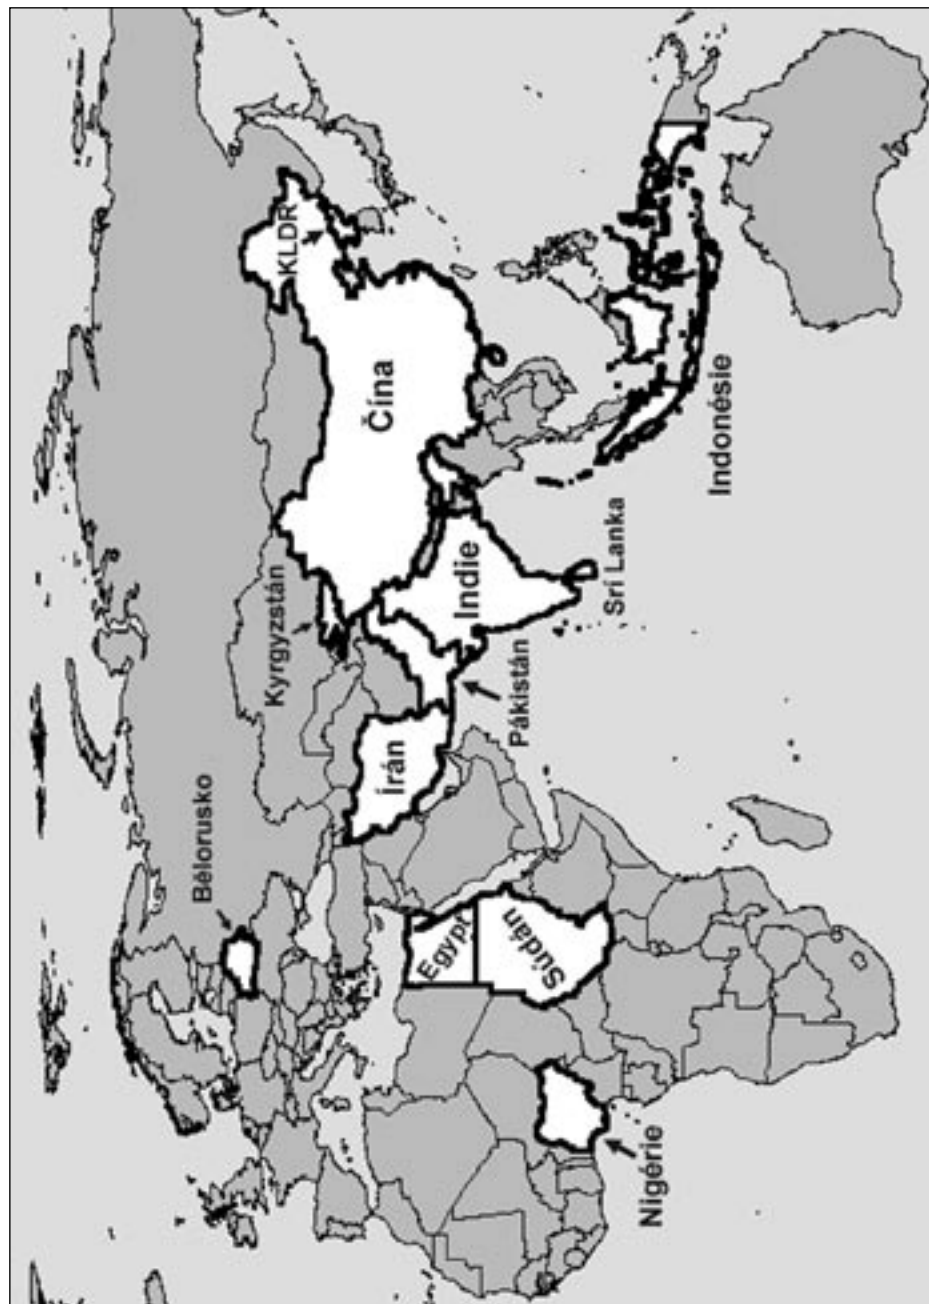 Bělorusko
Kyrgyzstán
KLDR
Čína
Írán
Indie
Pákistán
Srí Lanka
Indonésie
Egypt
Súdán
Nigérie